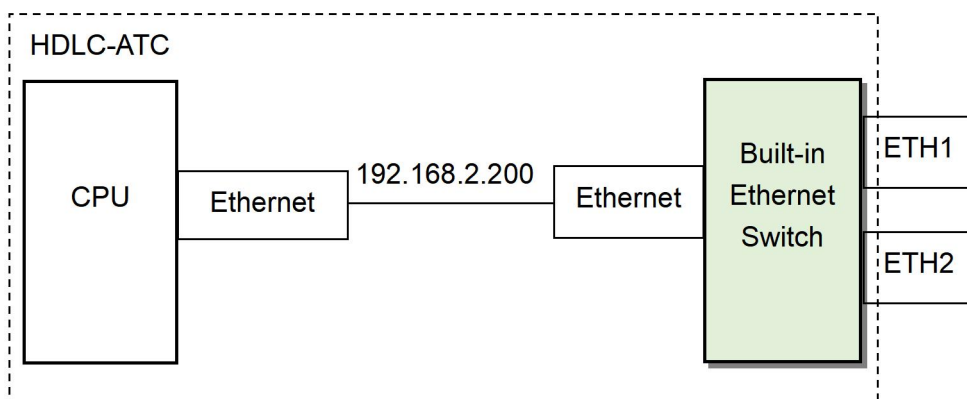 HDLC-ATC
CPU
Ethernet
192.168.2.200
Ethernet
Built-in
Ethernet
Switch
ETH1
ETH2